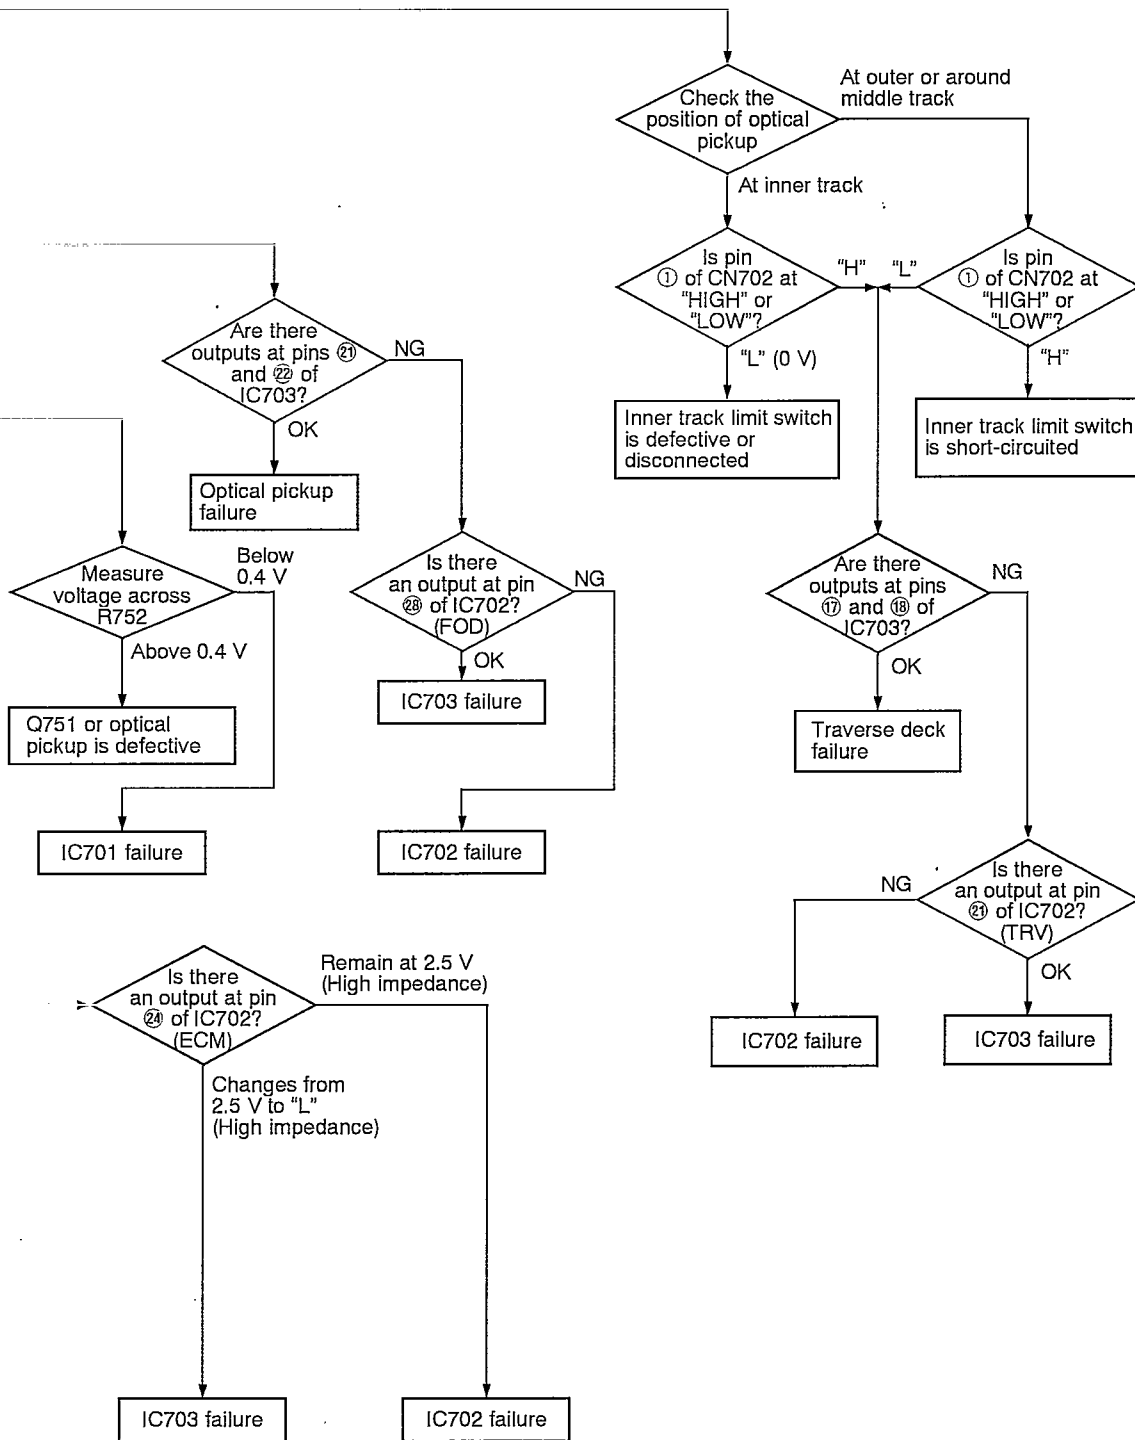 Check the
position of optical
pickup
At outer or around
middle track
At inner track
Is pin
① of CN702 at
"HIGH" or
"LOW"?
"H"
"L"
Is pin
① of CN702 at
"HIGH" or
"LOW"?
"L" (0 V)
"H"
Inner track limit switch
is defective or
disconnected
Inner track limit switch
is short-circuited
Are there
outputs at pins ㉑
and ㉒ of
IC703?
NG
OK
Optical pickup
failure
Measure
voltage across
R752
Below
0.4 V
Above 0.4 V
Q751 or optical
pickup is defective
IC701 failure
Is there
an output at pin
㉘ of IC702?
(FOD)
NG
OK
IC703 failure
IC702 failure
Are there
outputs at pins
⑰ and ⑱ of
IC703?
NG
OK
Traverse deck
failure
Is there
an output at pin
㉑ of IC702?
(TRV)
NG
OK
IC702 failure
IC703 failure
Is there
an output at pin
㉔ of IC702?
(ECM)
Remain at 2.5 V
(High impedance)
Changes from
2.5 V to "L"
(High impedance)
IC703 failure
IC702 failure